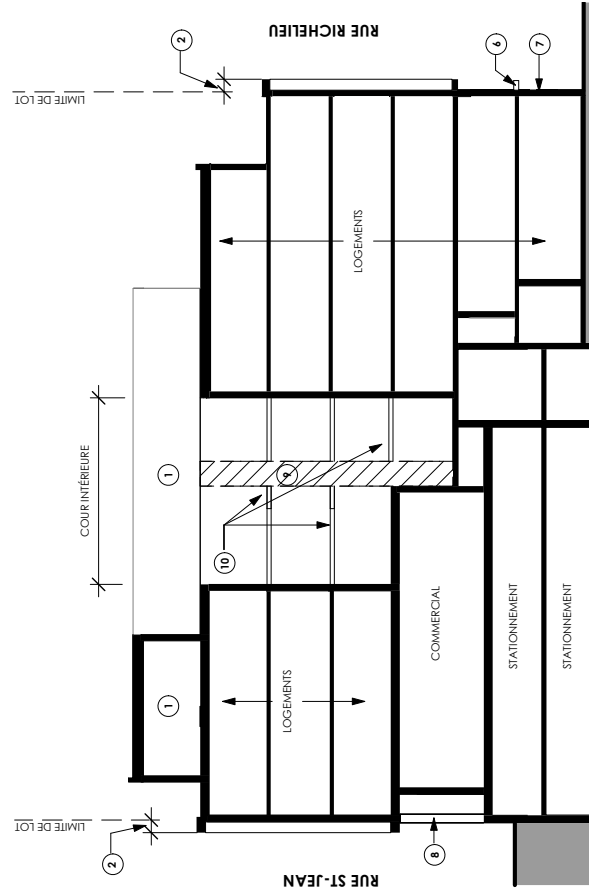 RUE RICHELIEU
2
6
7
LIMITE DE LOT
LOGEMENTS
COUR INTÉRIEURE
1
9
10
COMMERCIAL
STATIONNEMENT
STATIONNEMENT
1
LOGEMENTS
LIMITE DE LOT
2
8
RUE ST-JEAN